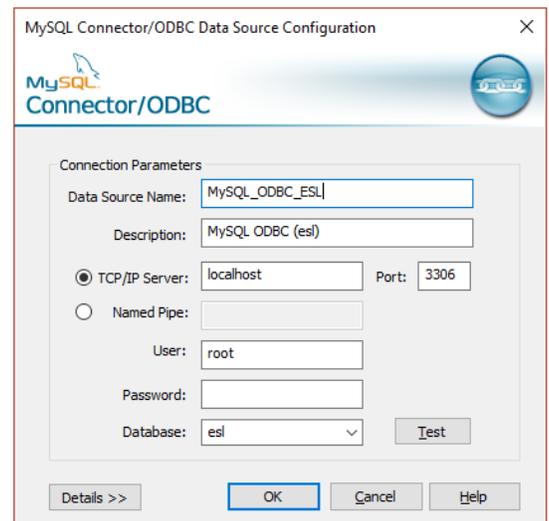 MySQL Connector/ODBC Data Source Configuration
MySQL
Connector/ODBC
Connection Parameters
Data Source Name: MySQL_ODBC_ESL
Description: MySQL ODBC (esl)
TCP/IP Server: localhost Port: 3306
Named Pipe:
User: root
Password:
Database: esl Test
Details >> OK Cancel Help